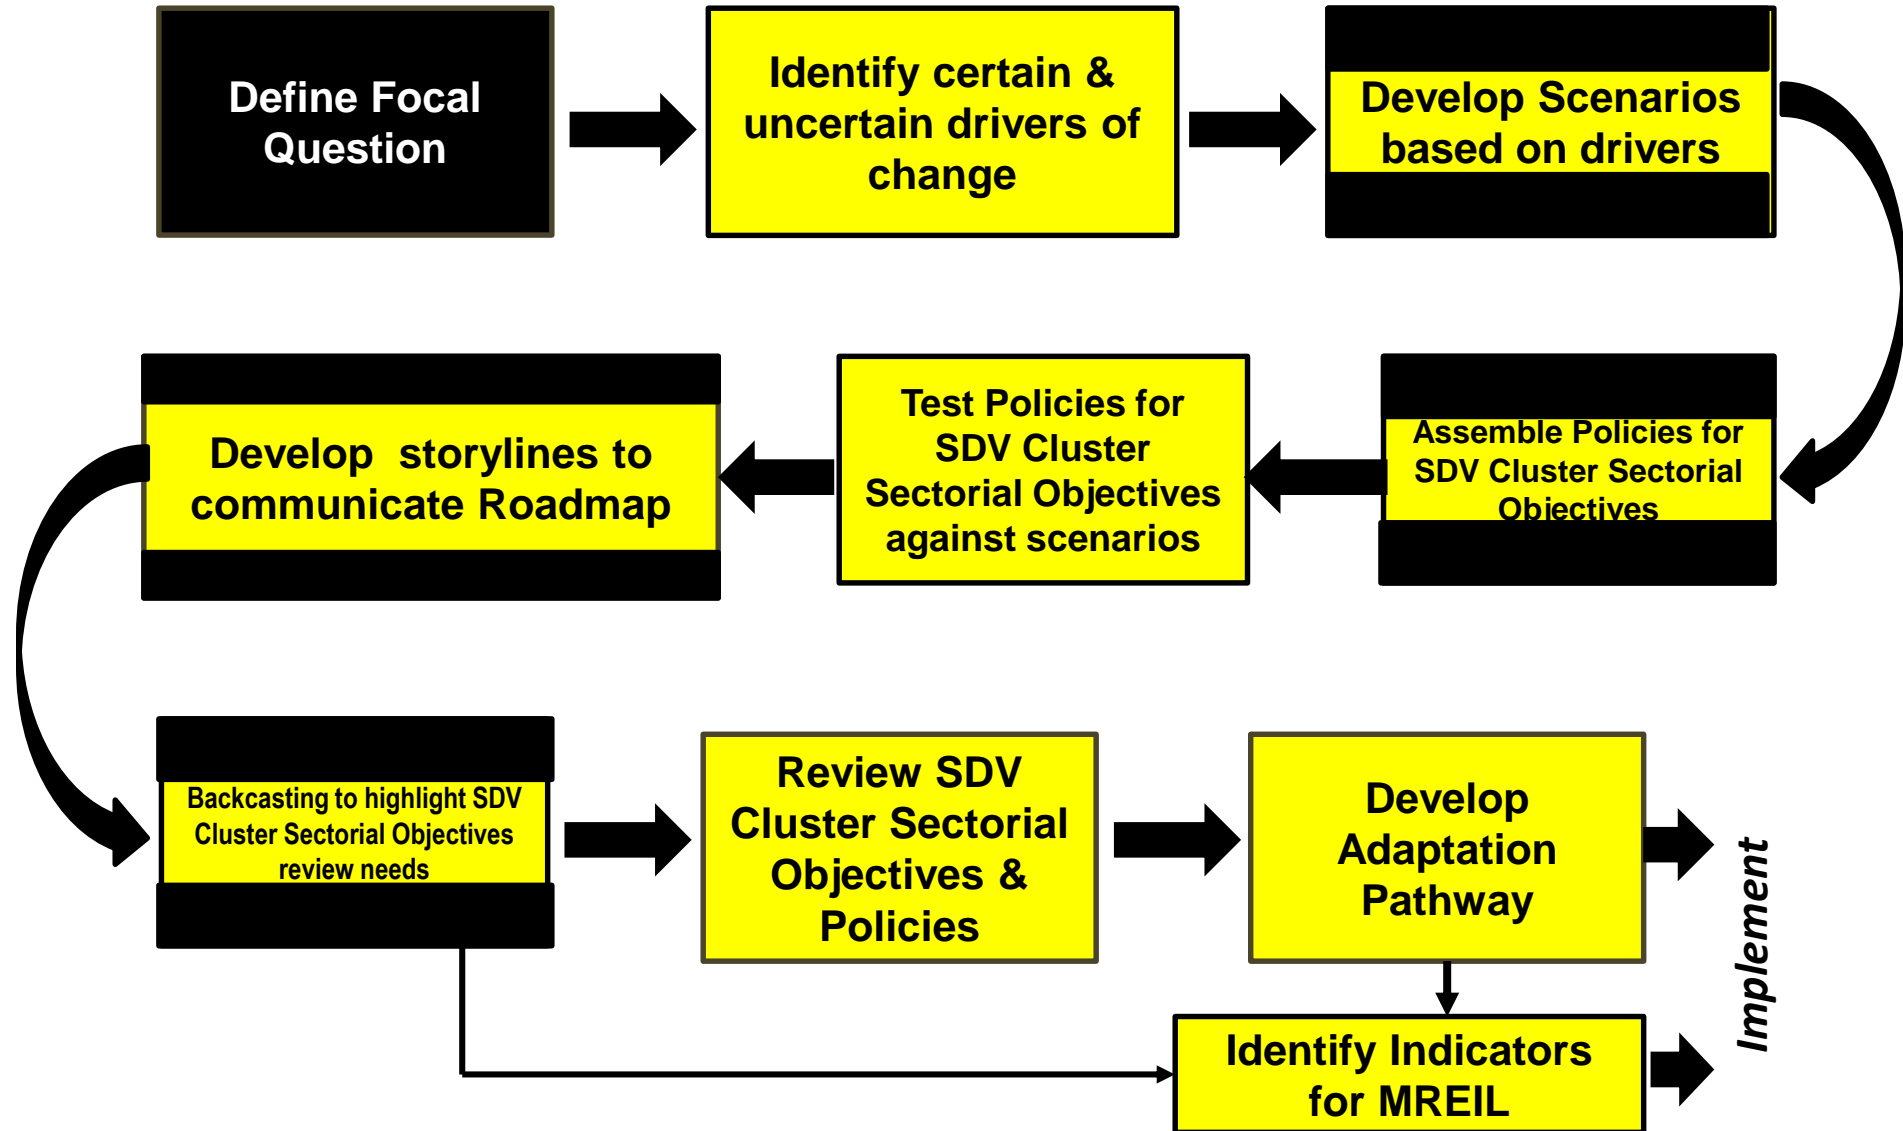 Define Focal
Question
Identify certain &
uncertain drivers of
change
Develop Scenarios
based on drivers
Assemble Policies for
SDV Cluster Sectorial
Objectives
Test Policies for
SDV Cluster
Sectorial Objectives
against scenarios
Develop storylines to
communicate Roadmap
Backcasting to highlight SDV
Cluster Sectorial Objectives
review needs
Review SDV
Cluster Sectorial
Objectives &
Policies
Develop
Adaptation
Pathway
Identify Indicators
for MREIL
Implement